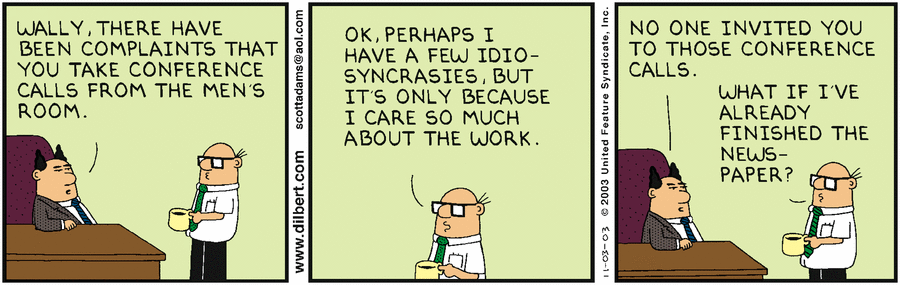 WALLY, THERE HAVE
BEEN COMPLAINTS THAT
YOU TAKE CONFERENCE
CALLS FROM THE MEN'S
ROOM.
www.dilbert.com
scottadams@aol.com
OK, PERHAPS I
HAVE A FEW IDIO-
SYNCRASIES, BUT
IT'S ONLY BECAUSE
I CARE SO MUCH
ABOUT THE WORK.
11-03-03 © 2003 United Feature Syndicate, Inc.
NO ONE INVITED YOU
TO THOSE CONFERENCE
CALLS.
WHAT IF I'VE
ALREADY
FINISHED THE
NEWS-
PAPER?